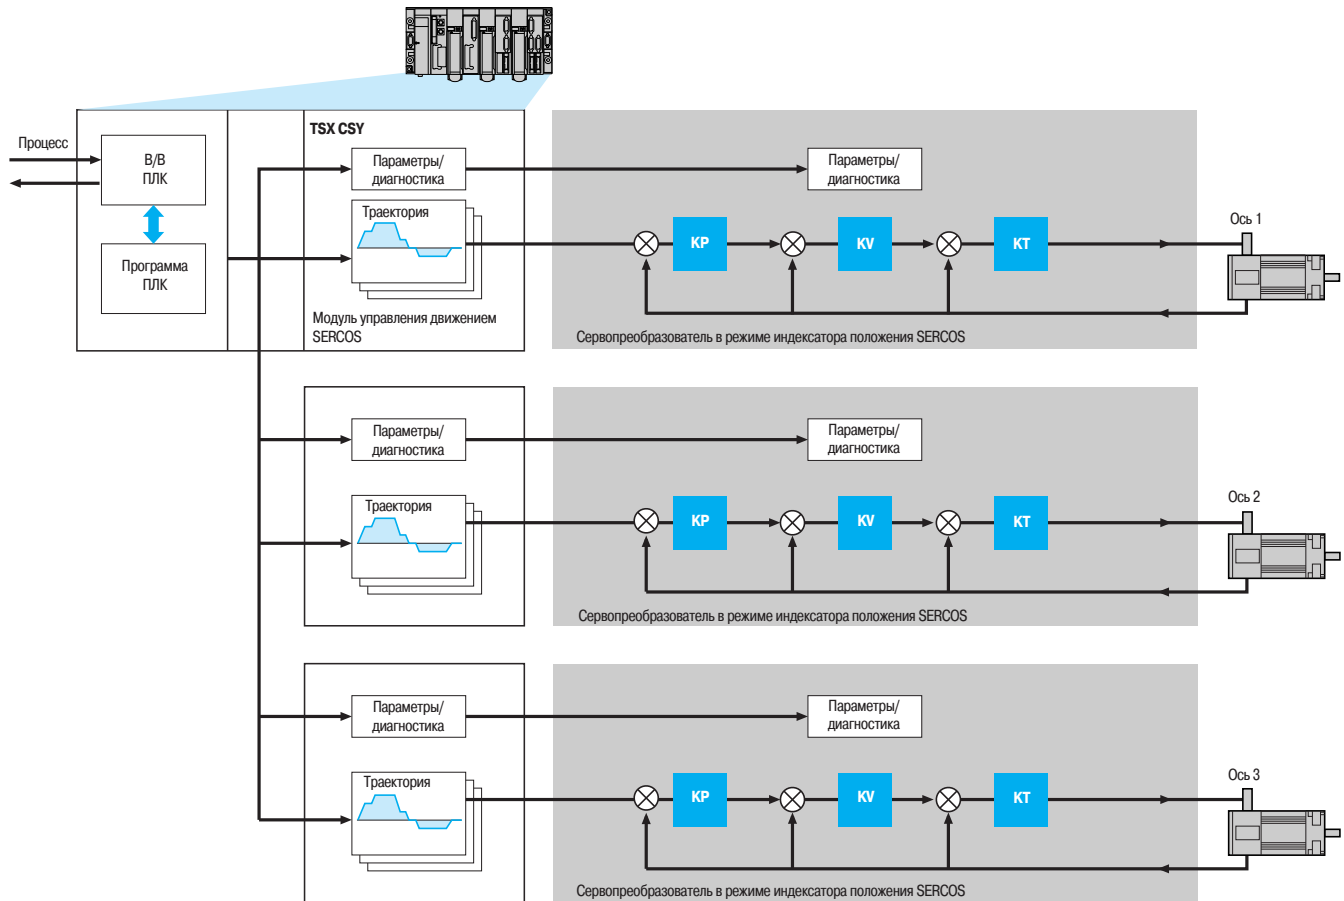 Процесс
В/В
ПЛК
Программа
ПЛК
TSX CSY
Параметры/
диагностика
Траектория
Модуль управления движением
SERCOS
Параметры/
диагностика
KP
KV
KT
Сервопреобразователь в режиме индексатора положения SERCOS
Ось 1
Параметры/
диагностика
Траектория
Параметры/
диагностика
KP
KV
KT
Сервопреобразователь в режиме индексатора положения SERCOS
Ось 2
Параметры/
диагностика
Траектория
Параметры/
диагностика
KP
KV
KT
Сервопреобразователь в режиме индексатора положения SERCOS
Ось 3